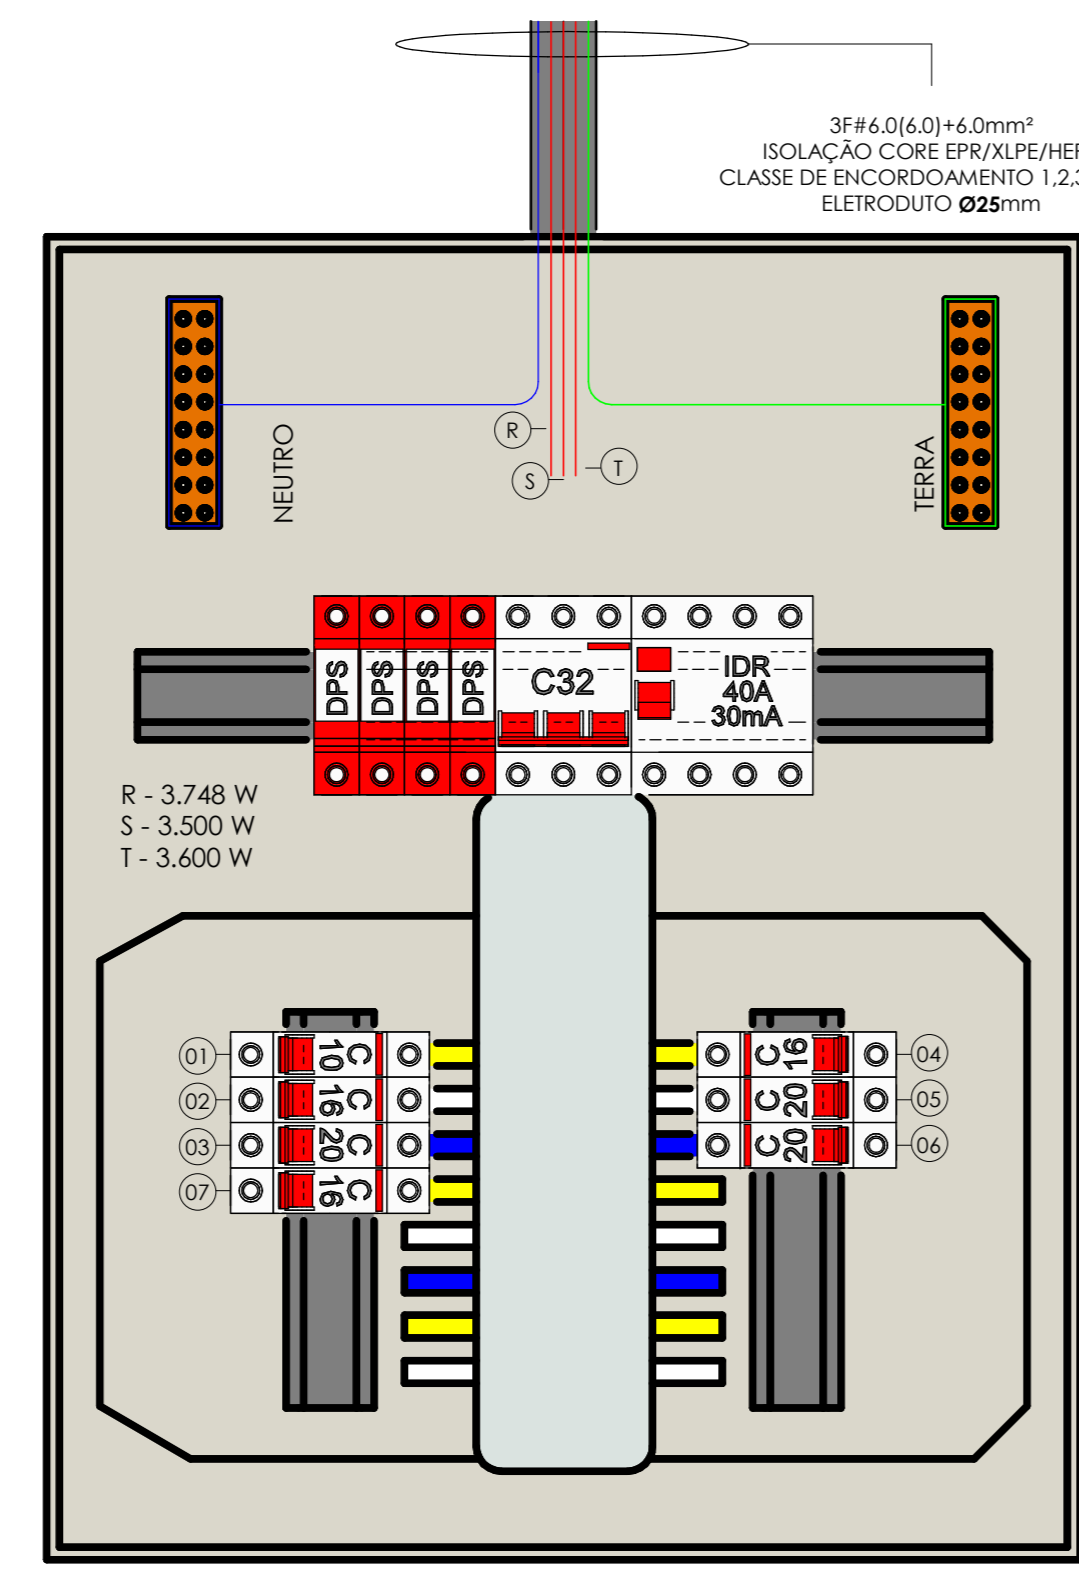 3F#6.0(6.0)+6.0mm²
ISOLAÇÃO CORE EPR/XLPE/HEP
CLASSE DE ENCORDOAMENTO 1,2,3
ELETRODUTO Ø25mm
NEUTRO
R
S
T
TERRA
DPS
DPS
DPS
DPS
C32
IDR
40A
30mA
R - 3.748 W
S - 3.500 W
T - 3.600 W
01
C
10
02
C
16
03
C
20
07
C
16
C
16
04
C
20
05
C
20
06